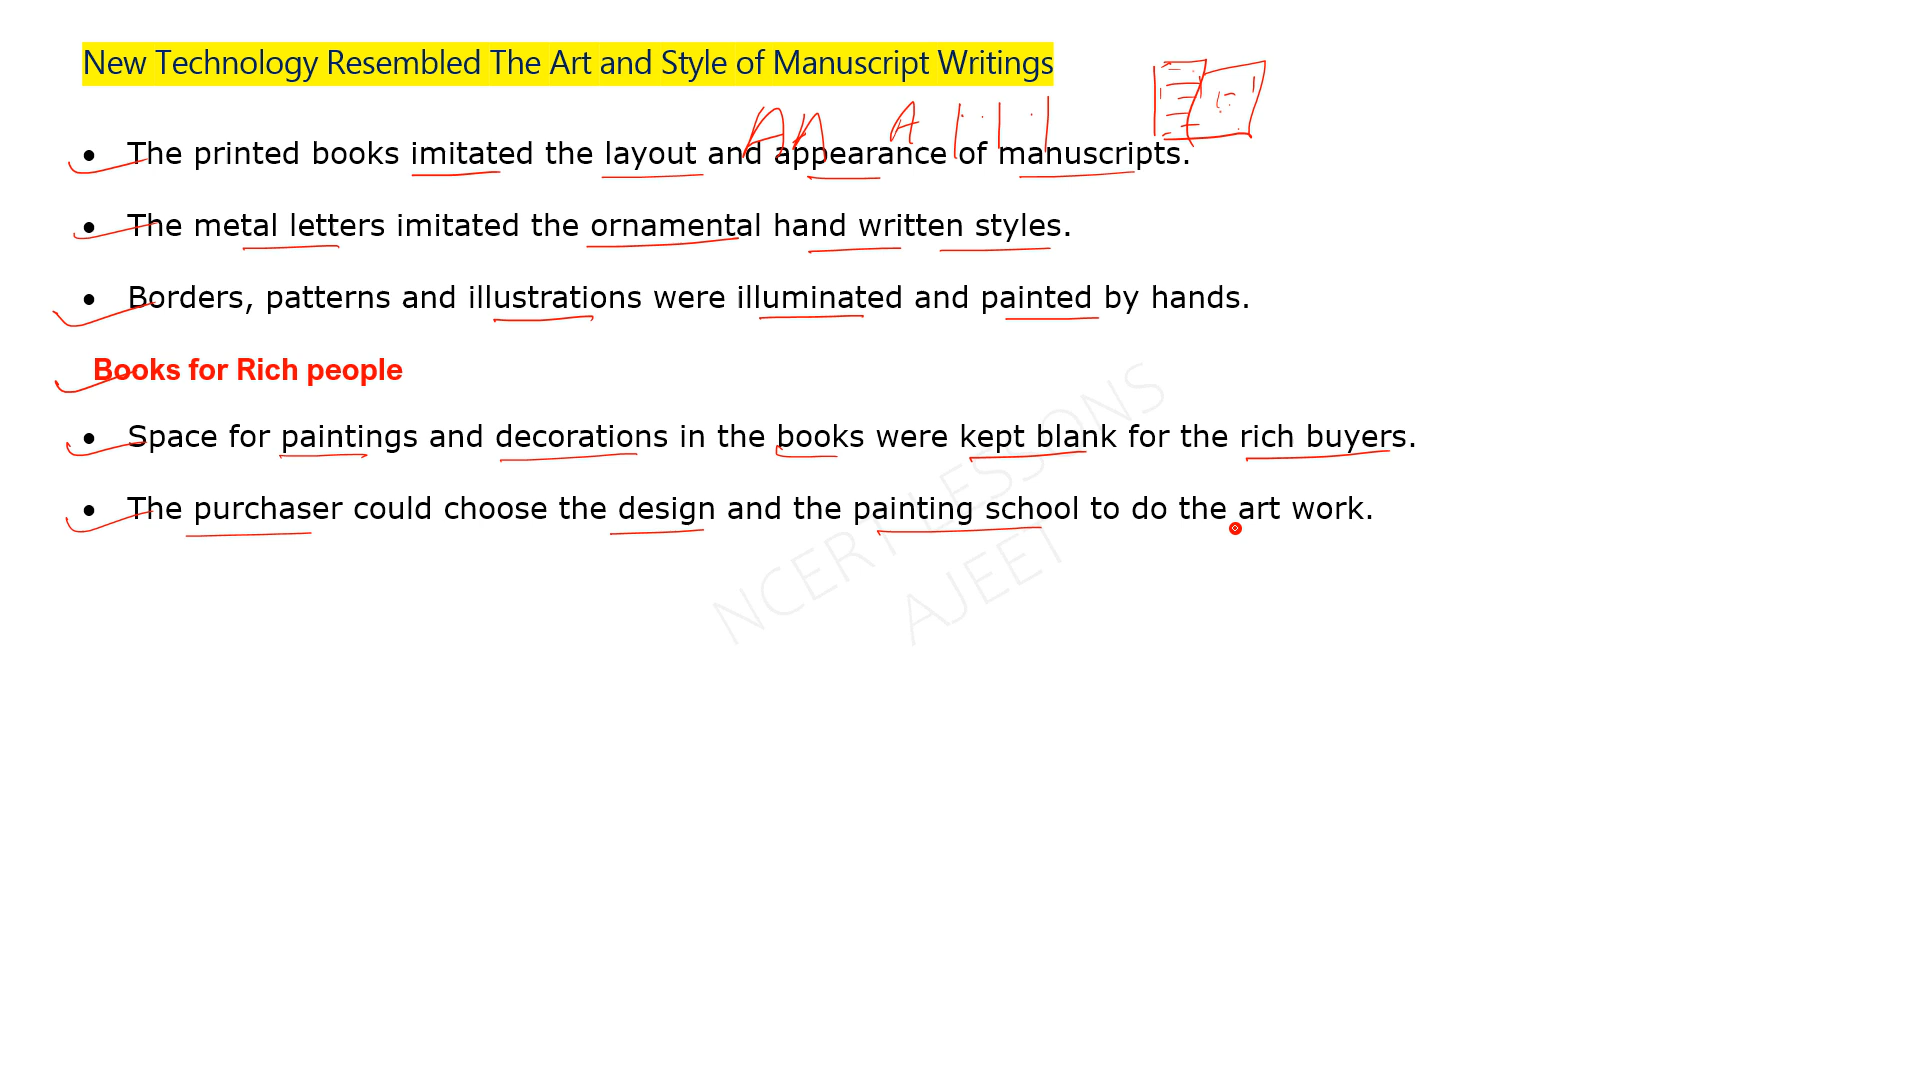 New Technology Resembled The Art and Style of Manuscript Writings
A A A
• The printed books imitated the layout and appearance of manuscripts.
• The metal letters imitated the ornamental hand written styles.
• Borders, patterns and illustrations were illuminated and painted by hands.
Books for Rich people
• Space for paintings and decorations in the books were kept blank for the rich buyers.
• The purchaser could choose the design and the painting school to do the art work.
NCERT LESSONS
AJEET